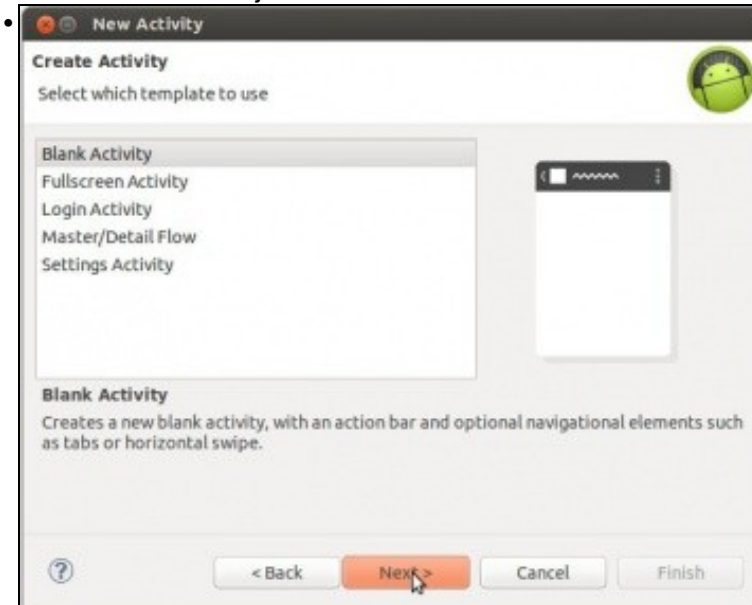 New Activity
Create Activity
Select which template to use
Blank Activity
Fullscreen Activity
Login Activity
Master/Detail Flow
Settings Activity
Blank Activity
Creates a new blank activity, with an action bar and optional navigational elements such
as tabs or horizontal swipe.
? < Back Next > Cancel Finish